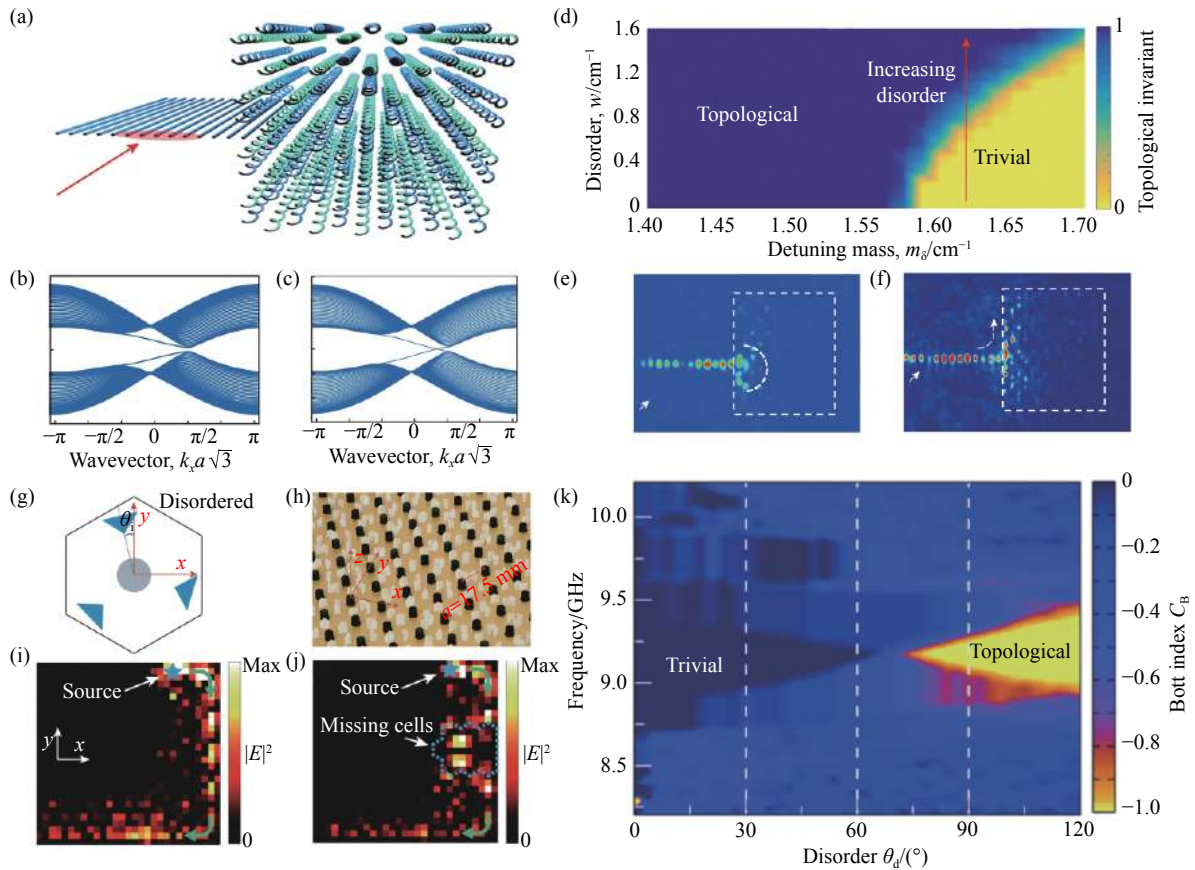 (a)
(d)
Disorder, w/cm⁻¹
1.6
1.2
0.8
0.4
0
Topological
Increasing
disorder
Trivial
1.40 1.45 1.50 1.55 1.60 1.65 1.70
Detuning mass, m_δ/cm⁻¹
1
0
Topological invariant
(b)
−π −π/2 0 π/2 π
Wavevector, kₓa√3
(c)
−π −π/2 0 π/2 π
Wavevector, kₓa√3
(e)
(f)
(g)
Disordered
θᵢ
y
x
(h)
z
y
x
a=17.5 mm
(i)
Source
y
x
Max
|E|²
0
(j)
Source
Missing cells
Max
|E|²
0
(k)
Frequency/GHz
10.0
9.5
9.0
8.5
Trivial
Topological
0 30 60 90 120
Disorder θ_d/(°)
0
−0.2
−0.4
−0.6
−0.8
−1.0
Bott index C_B